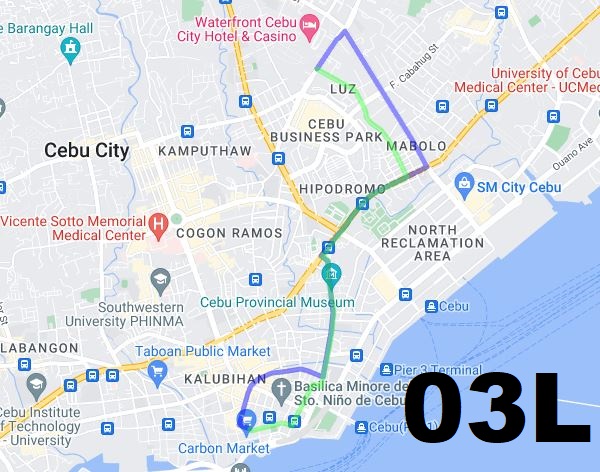 Waterfront Cebu
City Hotel & Casino
e Barangay Hall
F. Cabahug St
University of Cebu
Medical Center - UCMed
LUZ
CEBU
BUSINESS PARK
MABOLO
Cebu City
KAMPUTHAW
Ouano Ave
HIPODROMO
SM City Cebu
Vicente Sotto Memorial
Medical Center
COGON RAMOS
NORTH
RECLAMATION
AREA
Southwestern
University PHINMA
Cebu Provincial Museum
Cebu
LABANGON
Taboan Public Market
KALUBIHAN
Pier 3 Terminal
Basilica Minore de
Sto. Niño de Cebu
Cebu Institute
of Technology
- University
Cebu(P
1)
Carbon Market
03L